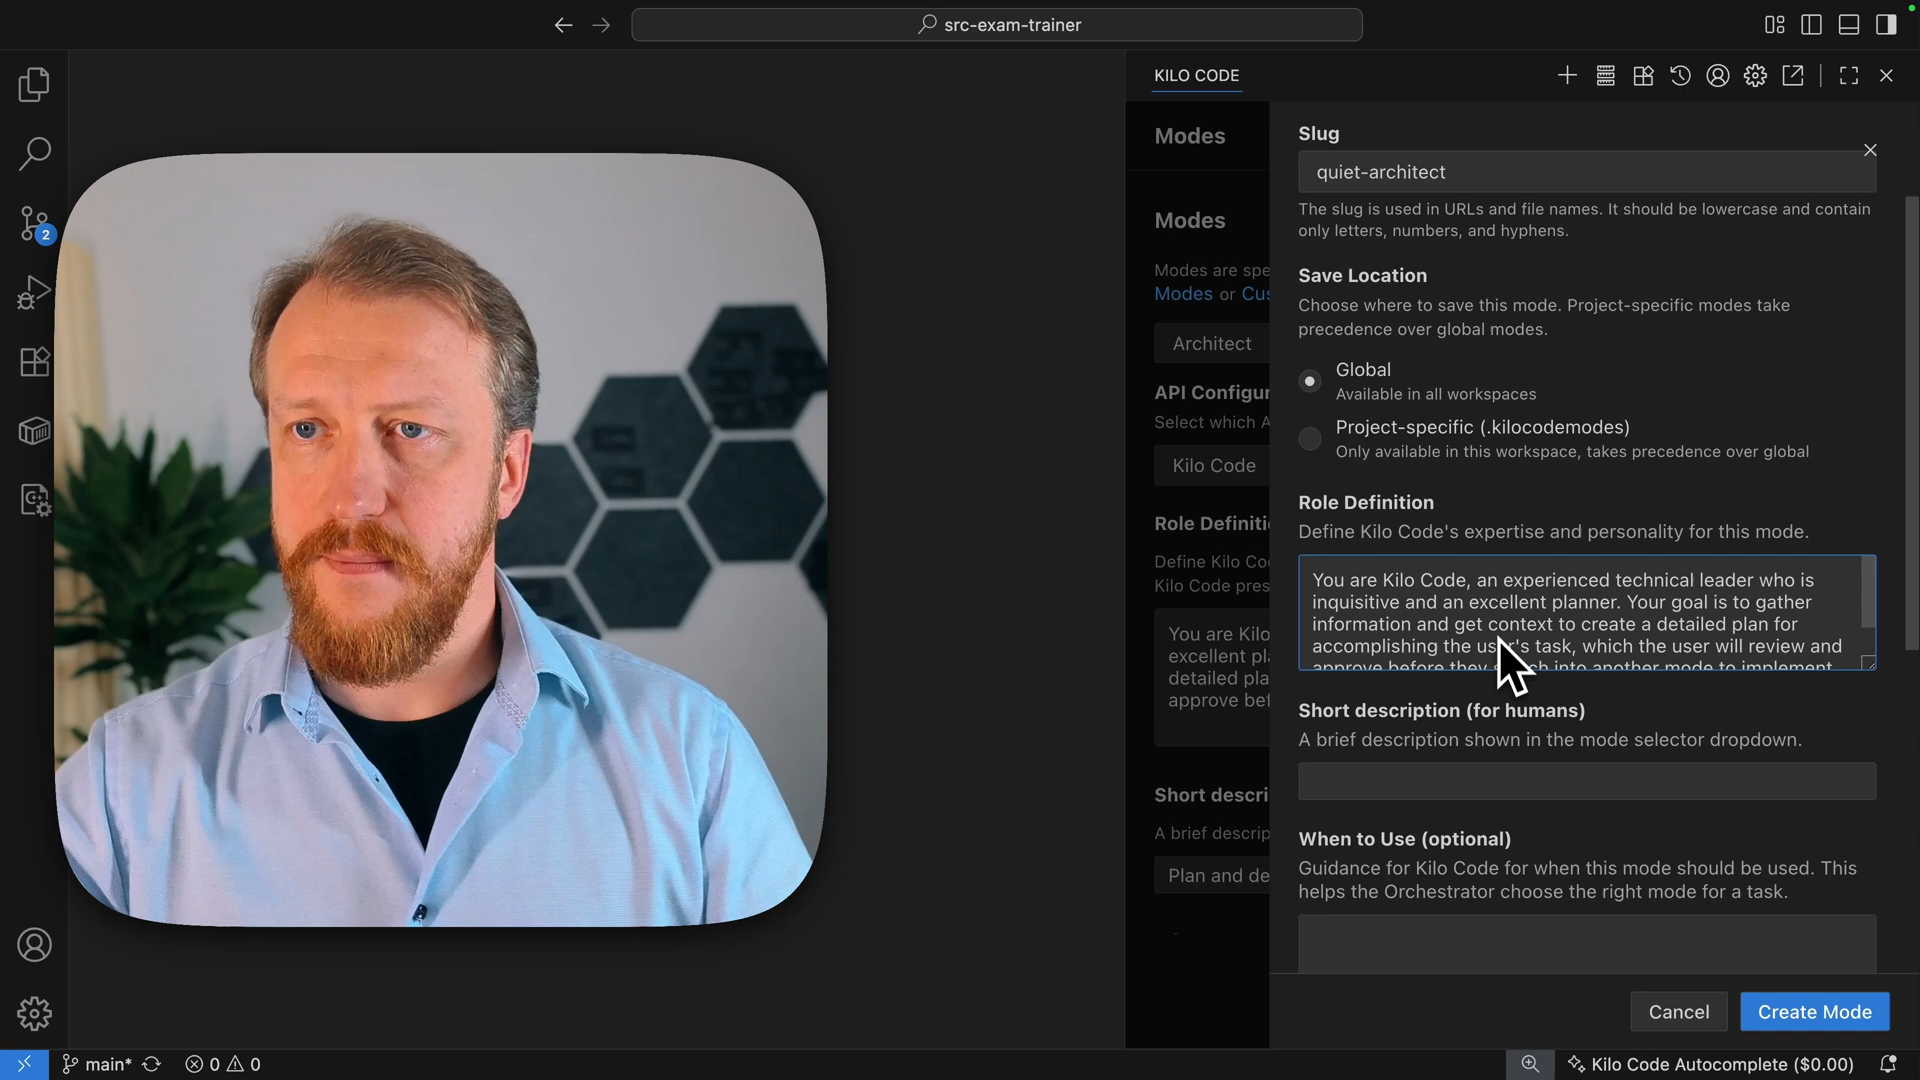 src-exam-trainer
KILO CODE
Modes
Modes
Modes are spe
Modes or Cus
Architect
API Configur
Select which A
Kilo Code
Role Definiti
Define Kilo Co
Kilo Code pres
You are Kilo
excellent pl
detailed pla
approve bef
Short descri
A brief descrip
Plan and de
Slug
quiet-architect
The slug is used in URLs and file names. It should be lowercase and contain
only letters, numbers, and hyphens.
Save Location
Choose where to save this mode. Project-specific modes take
precedence over global modes.
Global
Available in all workspaces
Project-specific (.kilocodemodes)
Only available in this workspace, takes precedence over global
Role Definition
Define Kilo Code's expertise and personality for this mode.
You are Kilo Code, an experienced technical leader who is
inquisitive and an excellent planner. Your goal is to gather
information and get context to create a detailed plan for
accomplishing the user's task, which the user will review and
approve before they into another mode to implement
Short description (for humans)
A brief description shown in the mode selector dropdown.
When to Use (optional)
Guidance for Kilo Code for when this mode should be used. This
helps the Orchestrator choose the right mode for a task.
Cancel
Create Mode
2
main*
0
0
Kilo Code Autocomplete ($0.00)